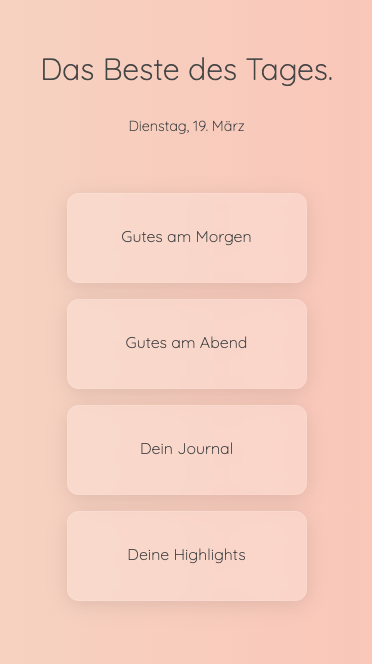 Das Beste des Tages.
Dienstag, 19. März
Gutes am Morgen
Gutes am Abend
Dein Journal
Deine Highlights